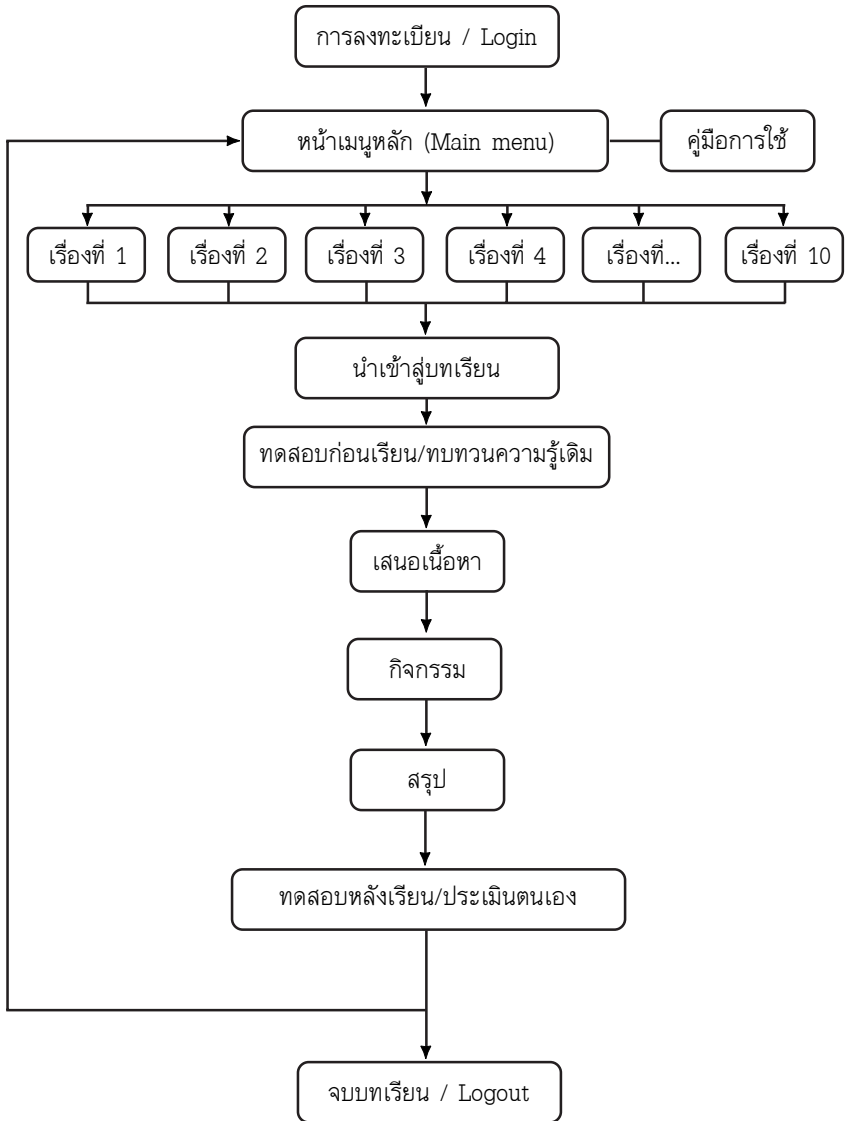 การลงทะเบียน / Login
หน้าเมนูหลัก (Main menu)
คู่มือการใช้
เรื่องที่ 1
เรื่องที่ 2
เรื่องที่ 3
เรื่องที่ 4
เรื่องที่...
เรื่องที่ 10
นำเข้าสู่บทเรียน
ทดสอบก่อนเรียน/ทบทวนความรู้เดิม
เสนอเนื้อหา
กิจกรรม
สรุป
ทดสอบหลังเรียน/ประเมินตนเอง
จบบทเรียน / Logout